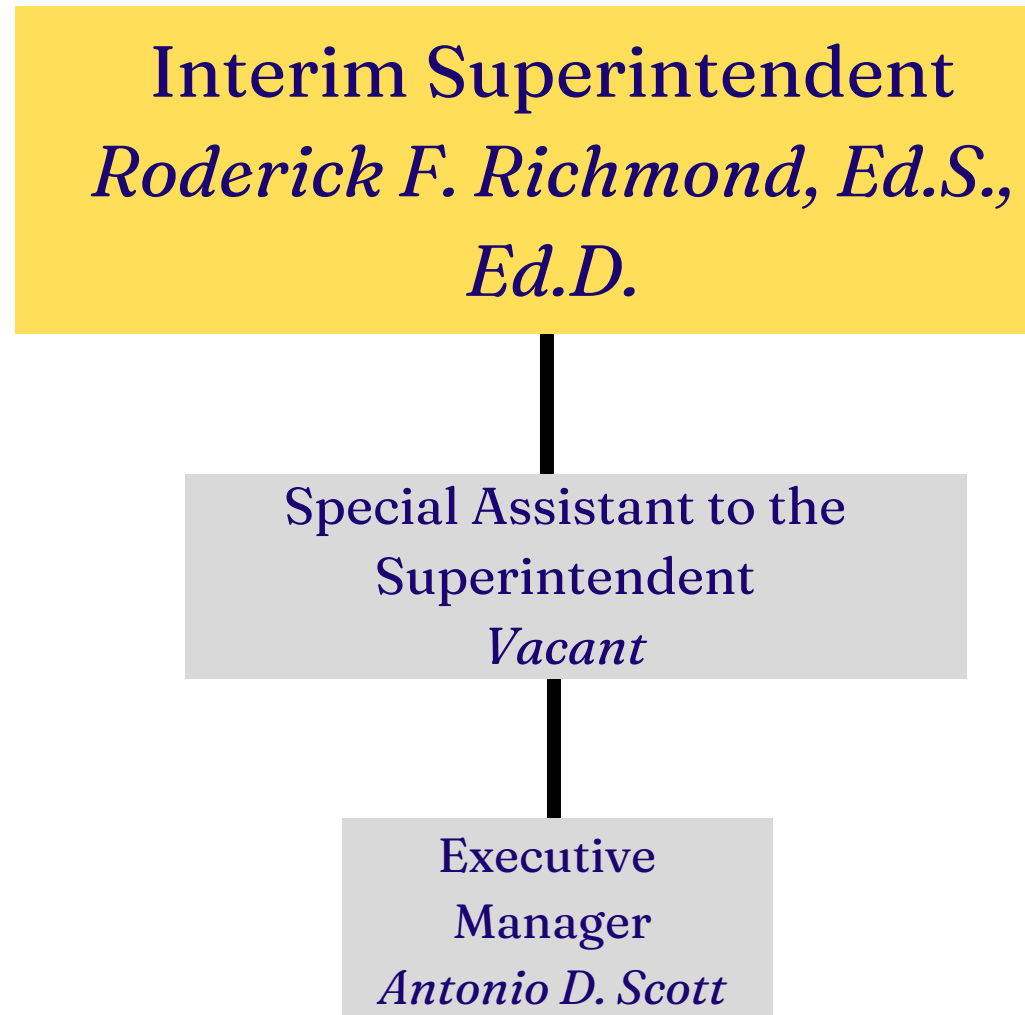 Interim Superintendent
Roderick F. Richmond, Ed.S.,
Ed.D.
Special Assistant to the
Superintendent
Vacant
Executive
Manager
Antonio D. Scott